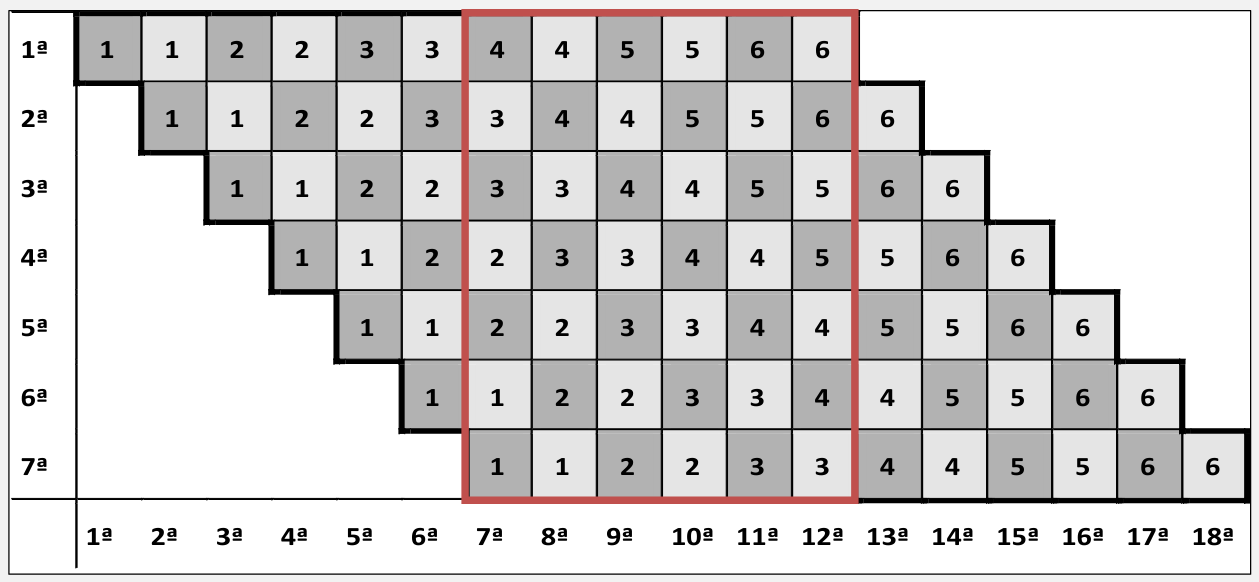 1ª 1 1 2 2 3 3 4 4 5 5 6 6
2ª 1 1 2 2 3 3 4 4 5 5 6 6
3ª 1 1 2 2 3 3 4 4 5 5 6 6
4ª 1 1 2 2 3 3 4 4 5 5 6 6
5ª 1 1 2 2 3 3 4 4 5 5 6 6
6ª 1 1 2 2 3 3 4 4 5 5 6 6
7ª 1 1 2 2 3 3 4 4 5 5 6 6
1ª 2ª 3ª 4ª 5ª 6ª 7ª 8ª 9ª 10ª 11ª 12ª 13ª 14ª 15ª 16ª 17ª 18ª